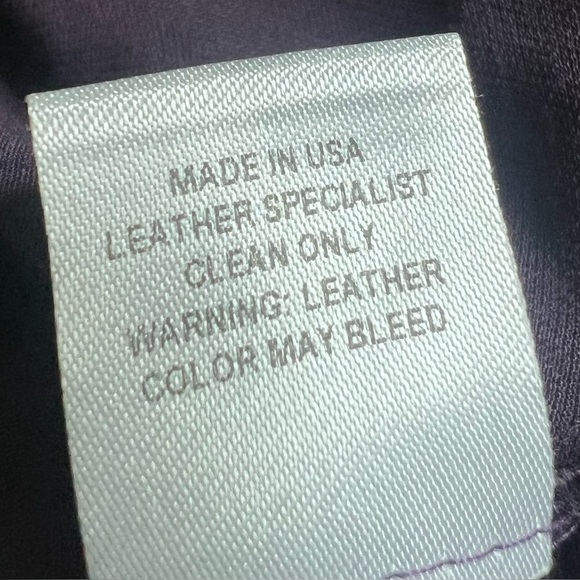 MADE IN USA
LEATHER SPECIALIST
CLEAN ONLY
WARNING: LEATHER
COLOR MAY BLEED